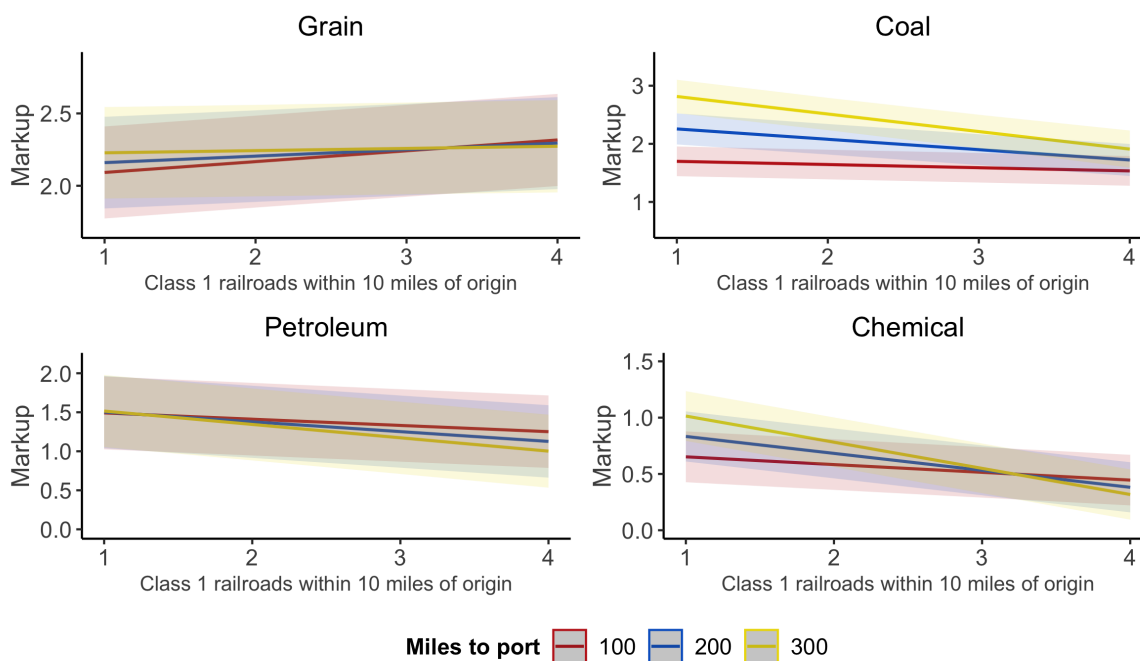 Grain
Markup
2.5
2.0
1 2 3 4
Class 1 railroads within 10 miles of origin
Coal
Markup
3
2
1
1 2 3 4
Class 1 railroads within 10 miles of origin
Petroleum
Markup
2.0
1.5
1.0
0.5
0.0
1 2 3 4
Class 1 railroads within 10 miles of origin
Chemical
Markup
1.5
1.0
0.5
0.0
1 2 3 4
Class 1 railroads within 10 miles of origin
Miles to port 100 200 300